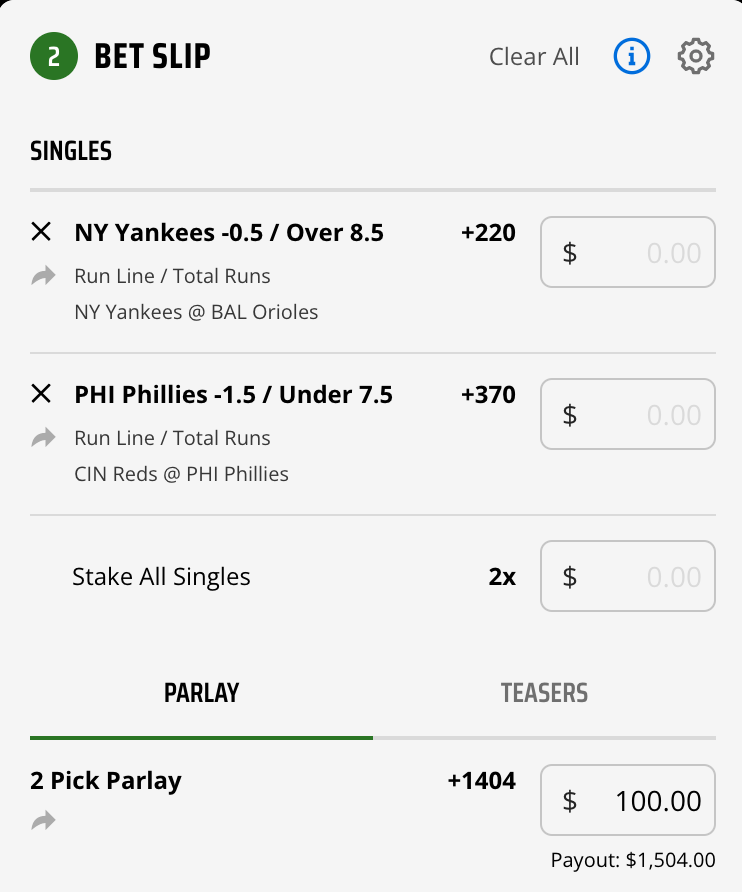 2 BET SLIP Clear All
SINGLES
NY Yankees -0.5 / Over 8.5 +220 $ 0.00
Run Line / Total Runs
NY Yankees @ BAL Orioles
PHI Phillies -1.5 / Under 7.5 +370 $ 0.00
Run Line / Total Runs
CIN Reds @ PHI Phillies
Stake All Singles 2x $ 0.00
PARLAY TEASERS
2 Pick Parlay +1404 $ 100.00
Payout: $1,504.00